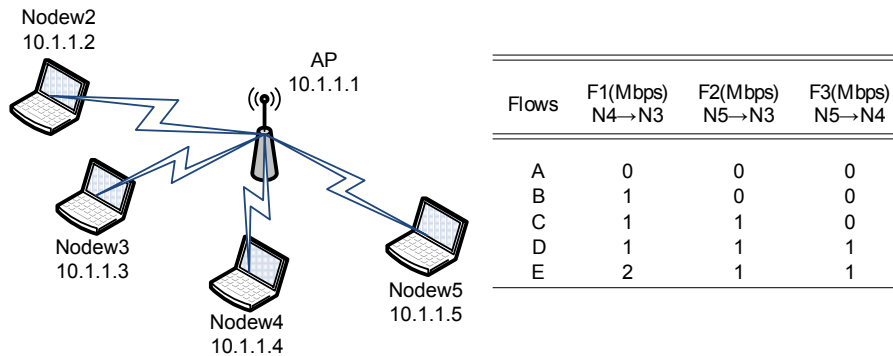 Nodew2
10.1.1.2
AP
10.1.1.1
Nodew3
10.1.1.3
Nodew4
10.1.1.4
Nodew5
10.1.1.5
Flows F1(Mbps) N4→N3 F2(Mbps) N5→N3 F3(Mbps) N5→N4
A 0 0 0
B 1 0 0
C 1 1 0
D 1 1 1
E 2 1 1